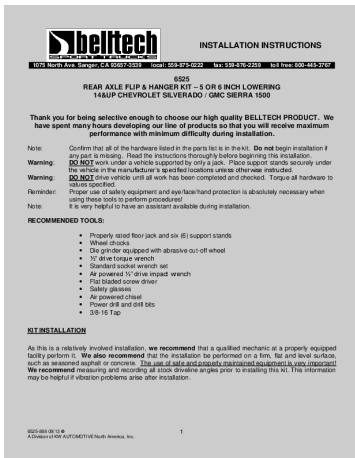 belltech
SPORT TRUCKS
INSTALLATION INSTRUCTIONS
1075 North Ave. Sanger, CA 93657-3539 local: 559-875-0222 fax: 559-876-2259 toll free: 800-445-3767
6525
REAR AXLE FLIP & HANGER KIT – 5 OR 6 INCH LOWERING
14&UP CHEVROLET SILVERADO / GMC SIERRA 1500
Thank you for being selective enough to choose our high quality BELLTECH PRODUCT. We
have spent many hours developing our line of products so that you will receive maximum
performance with minimum difficulty during installation.
Note: Confirm that all of the hardware listed in the parts list is in the kit. Do not begin installation if
any part is missing. Read the instructions thoroughly before beginning this installation.
Warning: DO NOT work under a vehicle supported by only a jack. Place support stands securely under
the vehicle in the manufacturer's specified locations unless otherwise instructed.
Warning: DO NOT drive vehicle until all work has been completed and checked. Torque all hardware to
values specified.
Reminder: Proper use of safety equipment and eye/face/hand protection is absolutely necessary when
using these tools to perform procedures!
Note: It is very helpful to have an assistant available during installation.
RECOMMENDED TOOLS:
• Properly rated floor jack and six (6) support stands
• Wheel chocks
• Die grinder equipped with abrasive cut-off wheel
• ½" drive torque wrench
• Standard socket wrench set
• Air powered ½" drive impact wrench
• Flat bladed screw driver
• Safety glasses
• Air powered chisel
• Power drill and drill bits
• 3/8-16 Tap
KIT INSTALLATION
As this is a relatively involved installation, we recommend that a qualified mechanic at a properly equipped
facility perform it. We also recommend that the installation be performed on a firm, flat and level surface,
such as seasoned asphalt or concrete. The use of safe and properly maintained equipment is very important!
We recommend measuring and recording all stock driveline angles prior to installing this kit. This information
may be helpful if vibration problems arise after installation.
6525-888 09/13
A Division of KW AUTOMOTIVE North America, Inc.
1